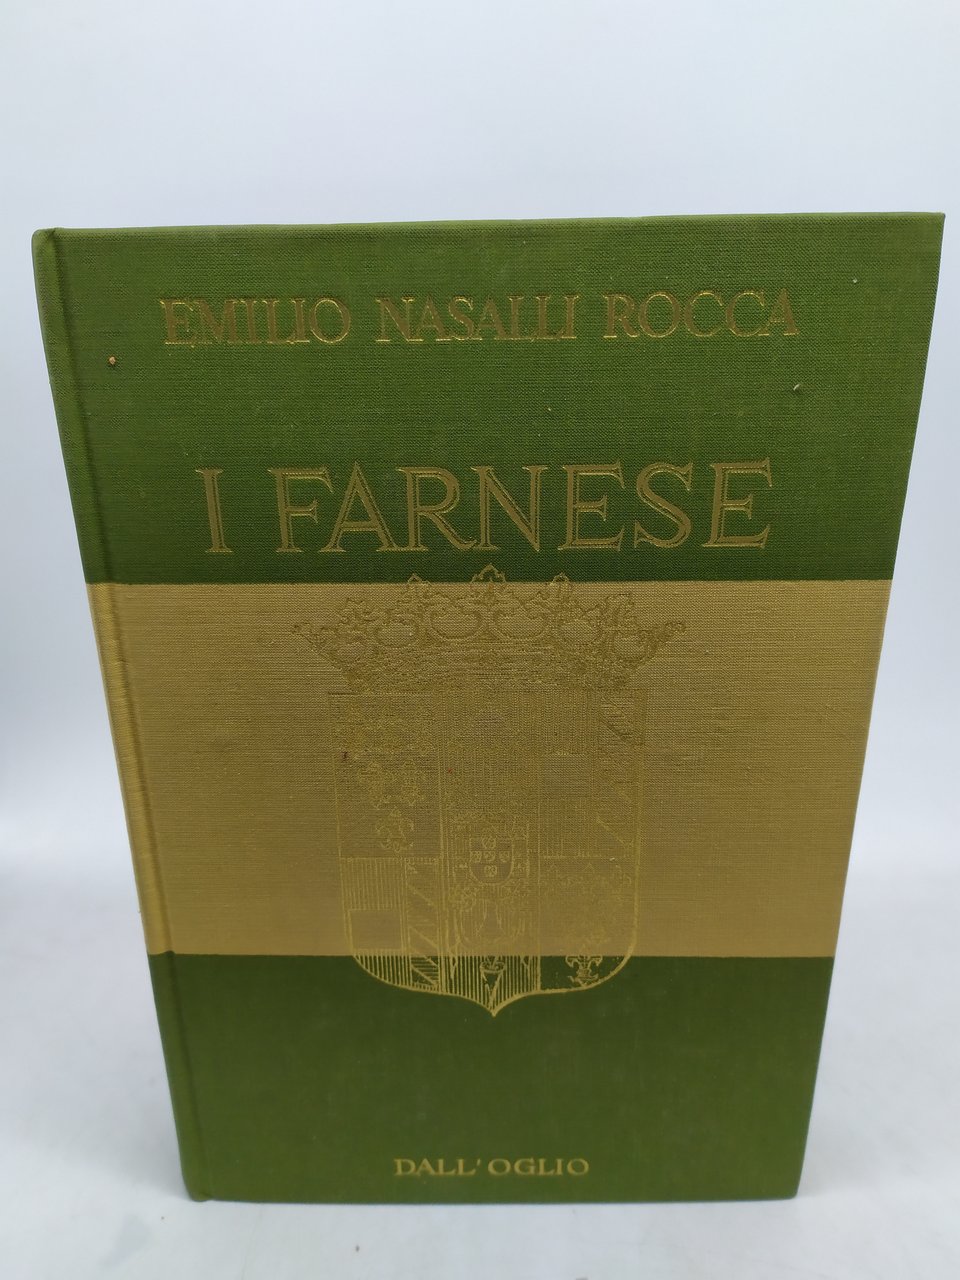 EMILIO NASALLI ROCCA
I FARNESE
DALL'OGLIO